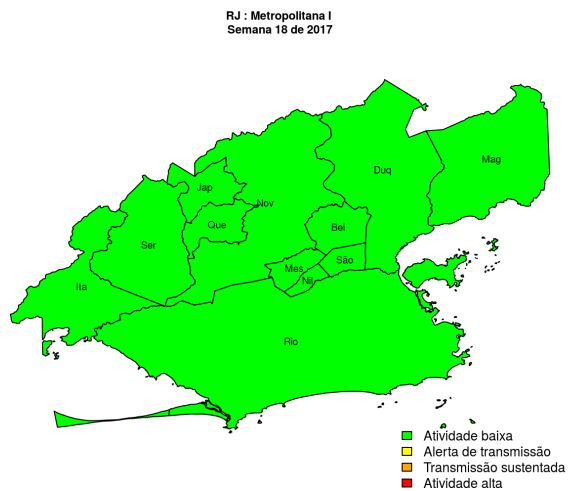 RJ : Metropolitana I
Semana 18 de 2017
Mag
Duq
Jap
Nov
Que
Bel
Ser
São
Mes
Nil
Ita
Rio
Atividade baixa
Alerta de transmissão
Transmissão sustentada
Atividade alta